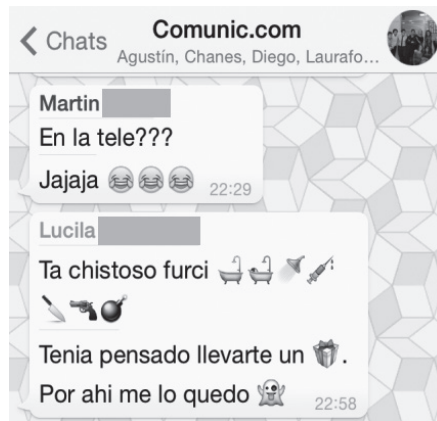 Chats
Comunic.com
Agustín, Chanes, Diego, Laurafo...
Martin
En la tele???
Jajaja 😂😂😂
22:29
Lucila
Ta chistoso furci 🛁🛀🚿💉
🔪🔫💣
Tenia pensado llevarte un 🎁.
Por ahi me lo quedo 👻
22:58